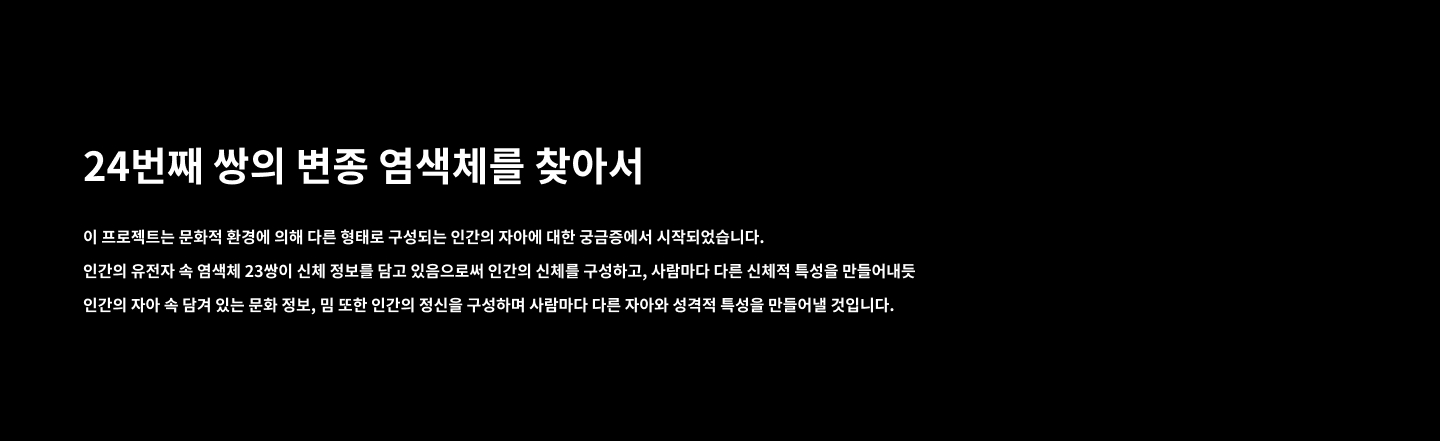 24번째 쌍의 변종 염색체를 찾아서
이 프로젝트는 문화적 환경에 의해 다른 형태로 구성되는 인간의 자아에 대한 궁금증에서 시작되었습니다.
인간의 유전자 속 염색체 23쌍이 신체 정보를 담고 있음으로써 인간의 신체를 구성하고, 사람마다 다른 신체적 특성을 만들어내듯
인간의 자아 속 담겨 있는 문화 정보, 밈 또한 인간의 정신을 구성하며 사람마다 다른 자아와 성격적 특성을 만들어낼 것입니다.